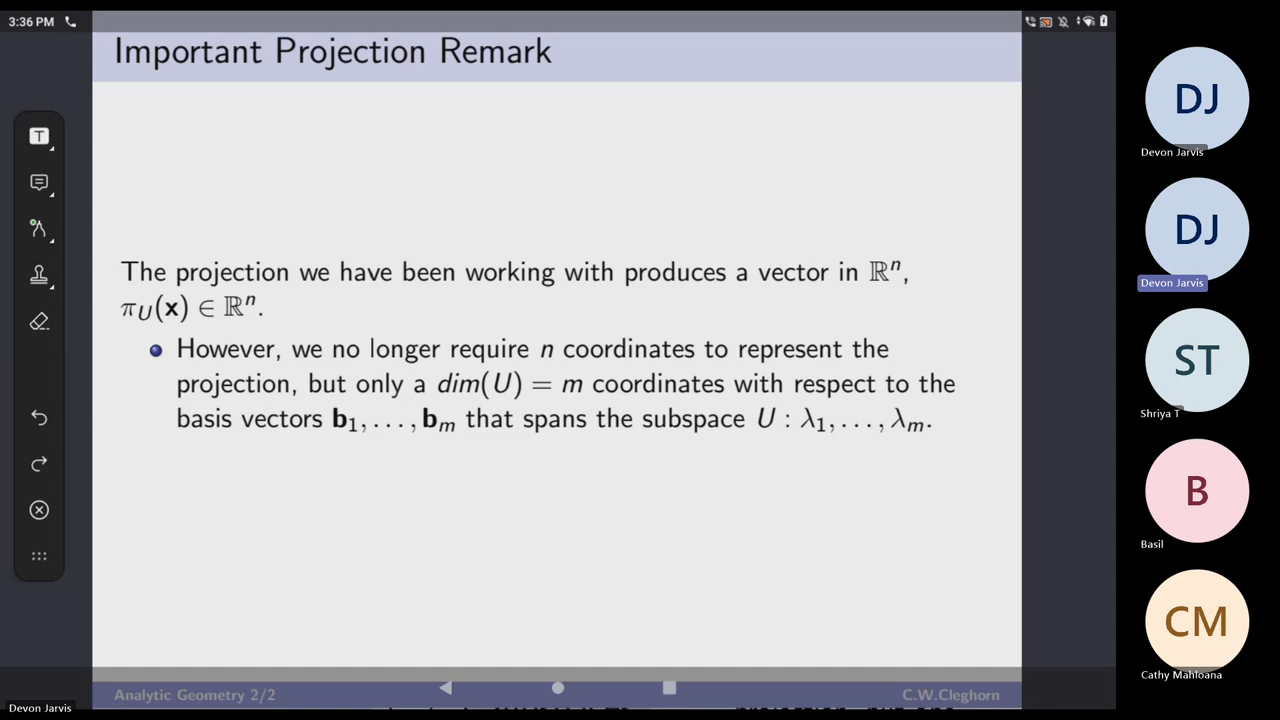 3:36 PM
Important Projection Remark
T
The projection we have been working with produces a vector in ℝⁿ,
π_U(𝐱) ∈ ℝⁿ.
However, we no longer require n coordinates to represent the
projection, but only a dim(U) = m coordinates with respect to the
basis vectors 𝐛₁, . . . , 𝐛ₘ that spans the subspace U : λ₁, . . . , λₘ.
Analytic Geometry 2/2
C.W.Cleghorn
Devon Jarvis
DJ
Devon Jarvis
DJ
Devon Jarvis
ST
Shriya T
B
Basil
CM
Cathy Mahloana